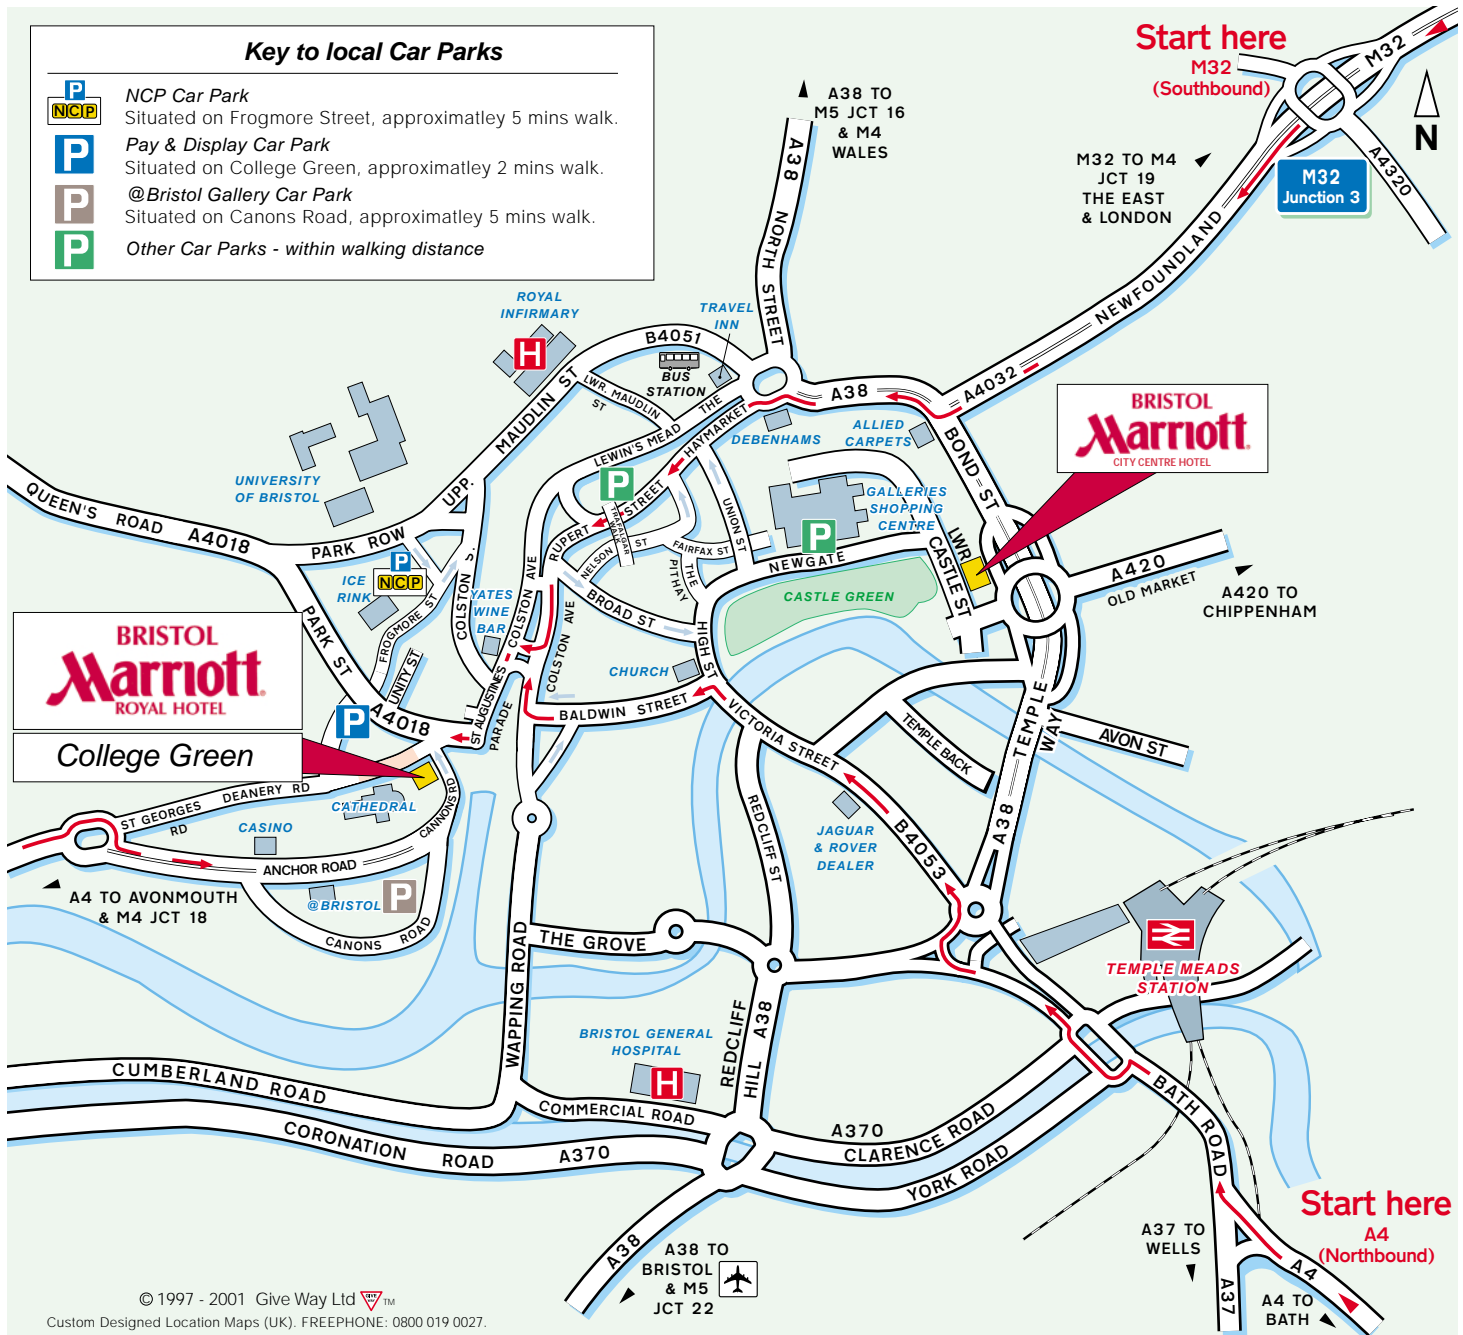 Key to local Car Parks
P
NCP
NCP Car Park
Situated on Frogmore Street, approximatley 5 mins walk.
P
Pay & Display Car Park
Situated on College Green, approximatley 2 mins walk.
P
@Bristol Gallery Car Park
Situated on Canons Road, approximatley 5 mins walk.
P
Other Car Parks - within walking distance
Start here
M32
(Southbound)
M32
N
A4320
M32
Junction 3
A38 TO
M5 JCT 16
& M4
WALES
M32 TO M4
JCT 19
THE EAST
& LONDON
A38
NORTH STREET
NEWFOUNDLAND
A4032
ROYAL
INFIRMARY
H
TRAVEL
INN
B4051
BUS
STATION
A38
LWR. MAUDLIN
ST
UPP. MAUDLIN ST
LEWIN'S MEAD
THE HAYMARKET
DEBENHAMS
ALLIED
CARPETS
BOND ST
BRISTOL
Marriott
CITY CENTRE HOTEL
UNIVERSITY
OF BRISTOL
QUEEN'S ROAD A4018
PARK ROW
P
RUPERT STREET
TRAFALGAR
WALK
UNION ST
GALLERIES
SHOPPING
CENTRE
P
NELSON ST
FAIRFAX ST
THE
PITHAY
NEWGATE
LWR
CASTLE ST
A420
OLD MARKET
A420 TO
CHIPPENHAM
CASTLE GREEN
P
NCP
ICE
RINK
FROGMORE ST
COLSTON S
YATES
WINE
BAR
COLSTON AVE
COLSTON AVE
BROAD ST
HIGH ST
CHURCH
PARK ST
UNITY ST
A4018
P
BRISTOL
Marriott
ROYAL HOTEL
College Green
ST AUGUSTINES
PARADE
BALDWIN STREET
VICTORIA STREET
TEMPLE BACK
TEMPLE
WAY
AVON ST
ST GEORGES
RD
DEANERY RD
CATHEDRAL
CANNONS RD
CASINO
ANCHOR ROAD
@BRISTOL
P
CANONS ROAD
A4 TO AVONMOUTH
& M4 JCT 18
REDCLIFF ST
JAGUAR
& ROVER
DEALER
B4053
A38
WAPPING ROAD
THE GROVE
TEMPLE MEADS
STATION
REDCLIFF
HILL
A38
BRISTOL GENERAL
HOSPITAL
H
CUMBERLAND ROAD
COMMERCIAL ROAD
CORONATION ROAD A370
A370
CLARENCE ROAD
YORK ROAD
BATH ROAD
Start here
A4
(Northbound)
A37 TO
WELLS
A37
A4
A4 TO
BATH
A38
A38 TO
BRISTOL
& M5
JCT 22
© 1997 - 2001 Give Way Ltd TM
Custom Designed Location Maps (UK). FREEPHONE: 0800 019 0027.